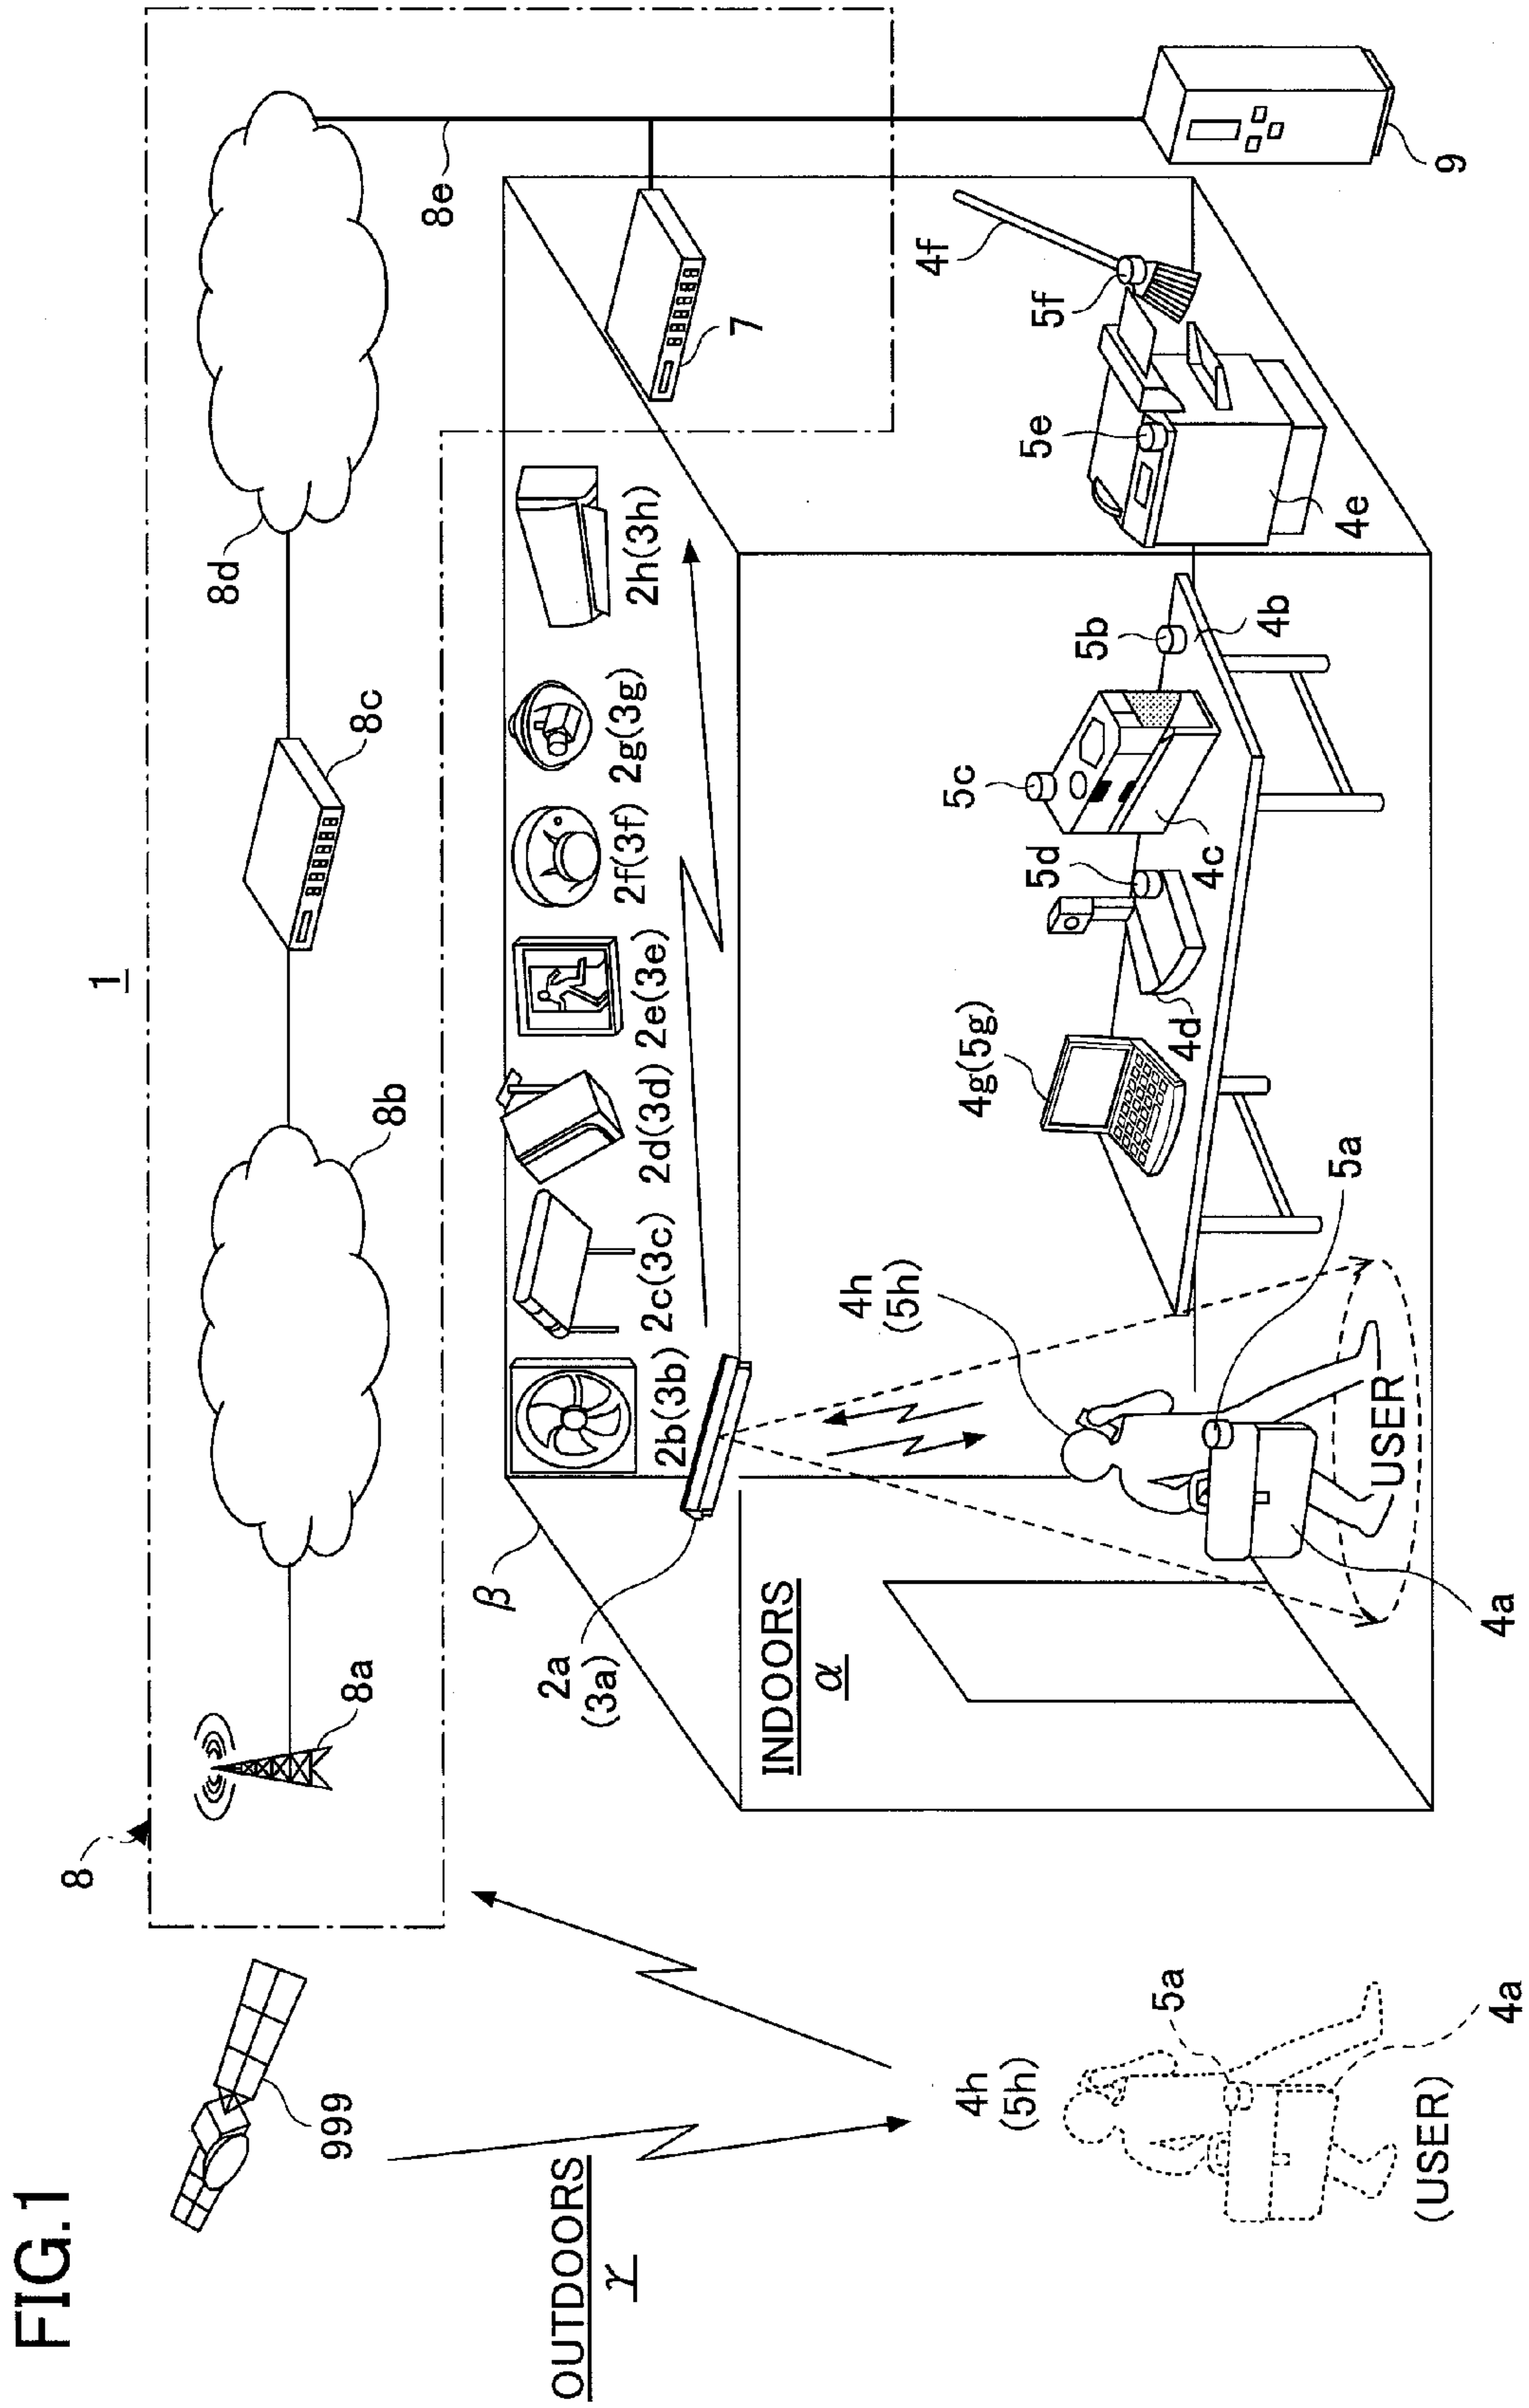 FIG.1
1
8
8a
8b
8c
8d
8e
999
OUTDOORS
γ
β
2a
(3a)
2b(3b)
2c(3c)
2d(3d)
2e(3e)
2f(3f)
2g(3g)
2h(3h)
7
INDOORS
α
4h
(5h)
4g(5g)
5d
5c
5b
5e
5f
4f
9
4d
4c
4b
4e
5a
USER
4a
4h
(5h)
5a
4a
(USER)